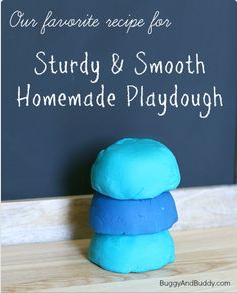 Our favorite recipe for
Sturdy & Smooth
Homemade Playdough
BuggyAndBuddy.com